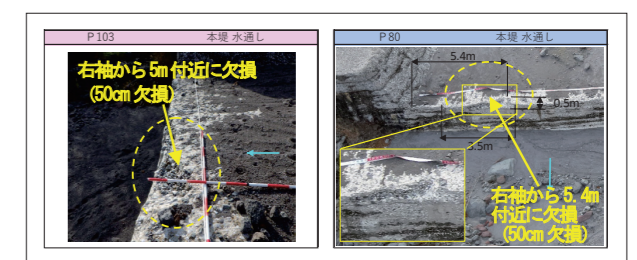 P103 本堤 水通し
右袖から5m付近に欠損
(50cm欠損)
P80 本堤 水通し
5.4m
0.5m
3.5m
右袖から5.4m
付近に欠損
(50cm欠損)